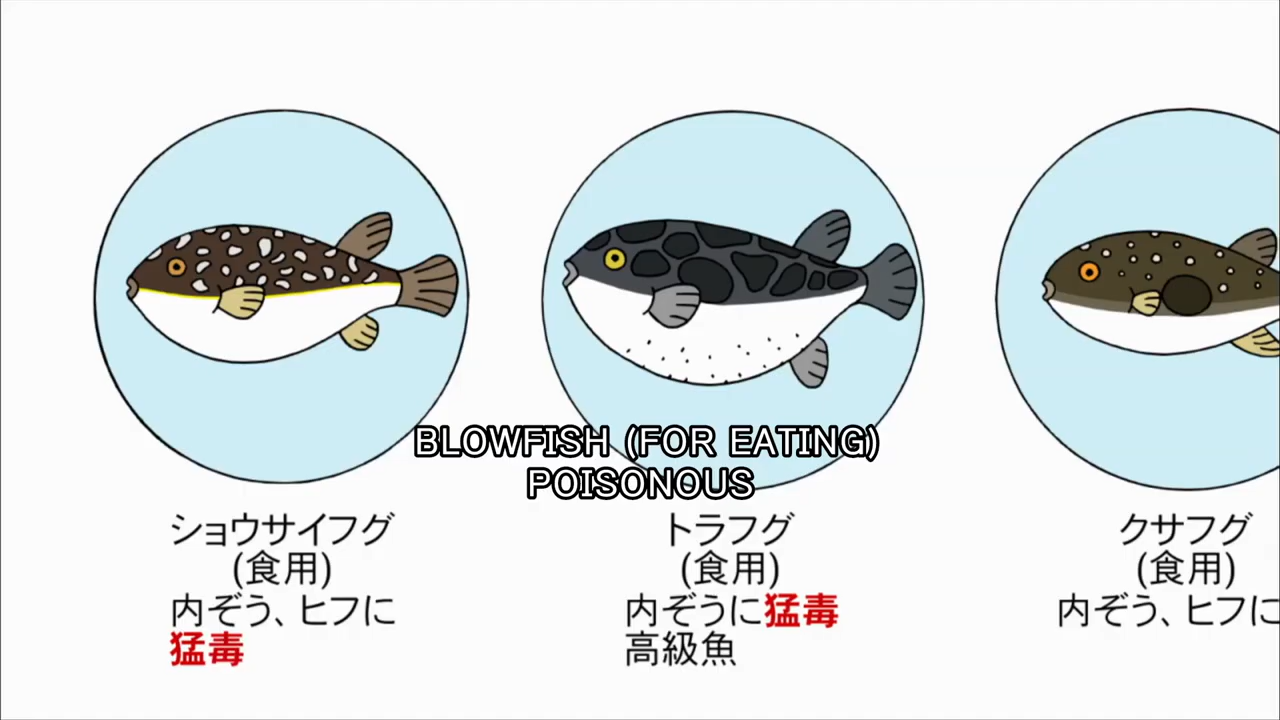 BLOWFISH (FOR EATING)
POISONOUS
ショウサイフグ
(食用)
内ぞう、ヒフに
猛毒
トラフグ
(食用)
内ぞうに猛毒
高級魚
クサフグ
(食用)
内ぞう、ヒフに